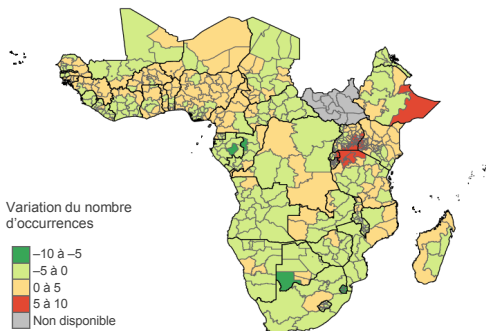 Variation du nombre
d'occurrences
–10 à –5
–5 à 0
0 à 5
5 à 10
Non disponible